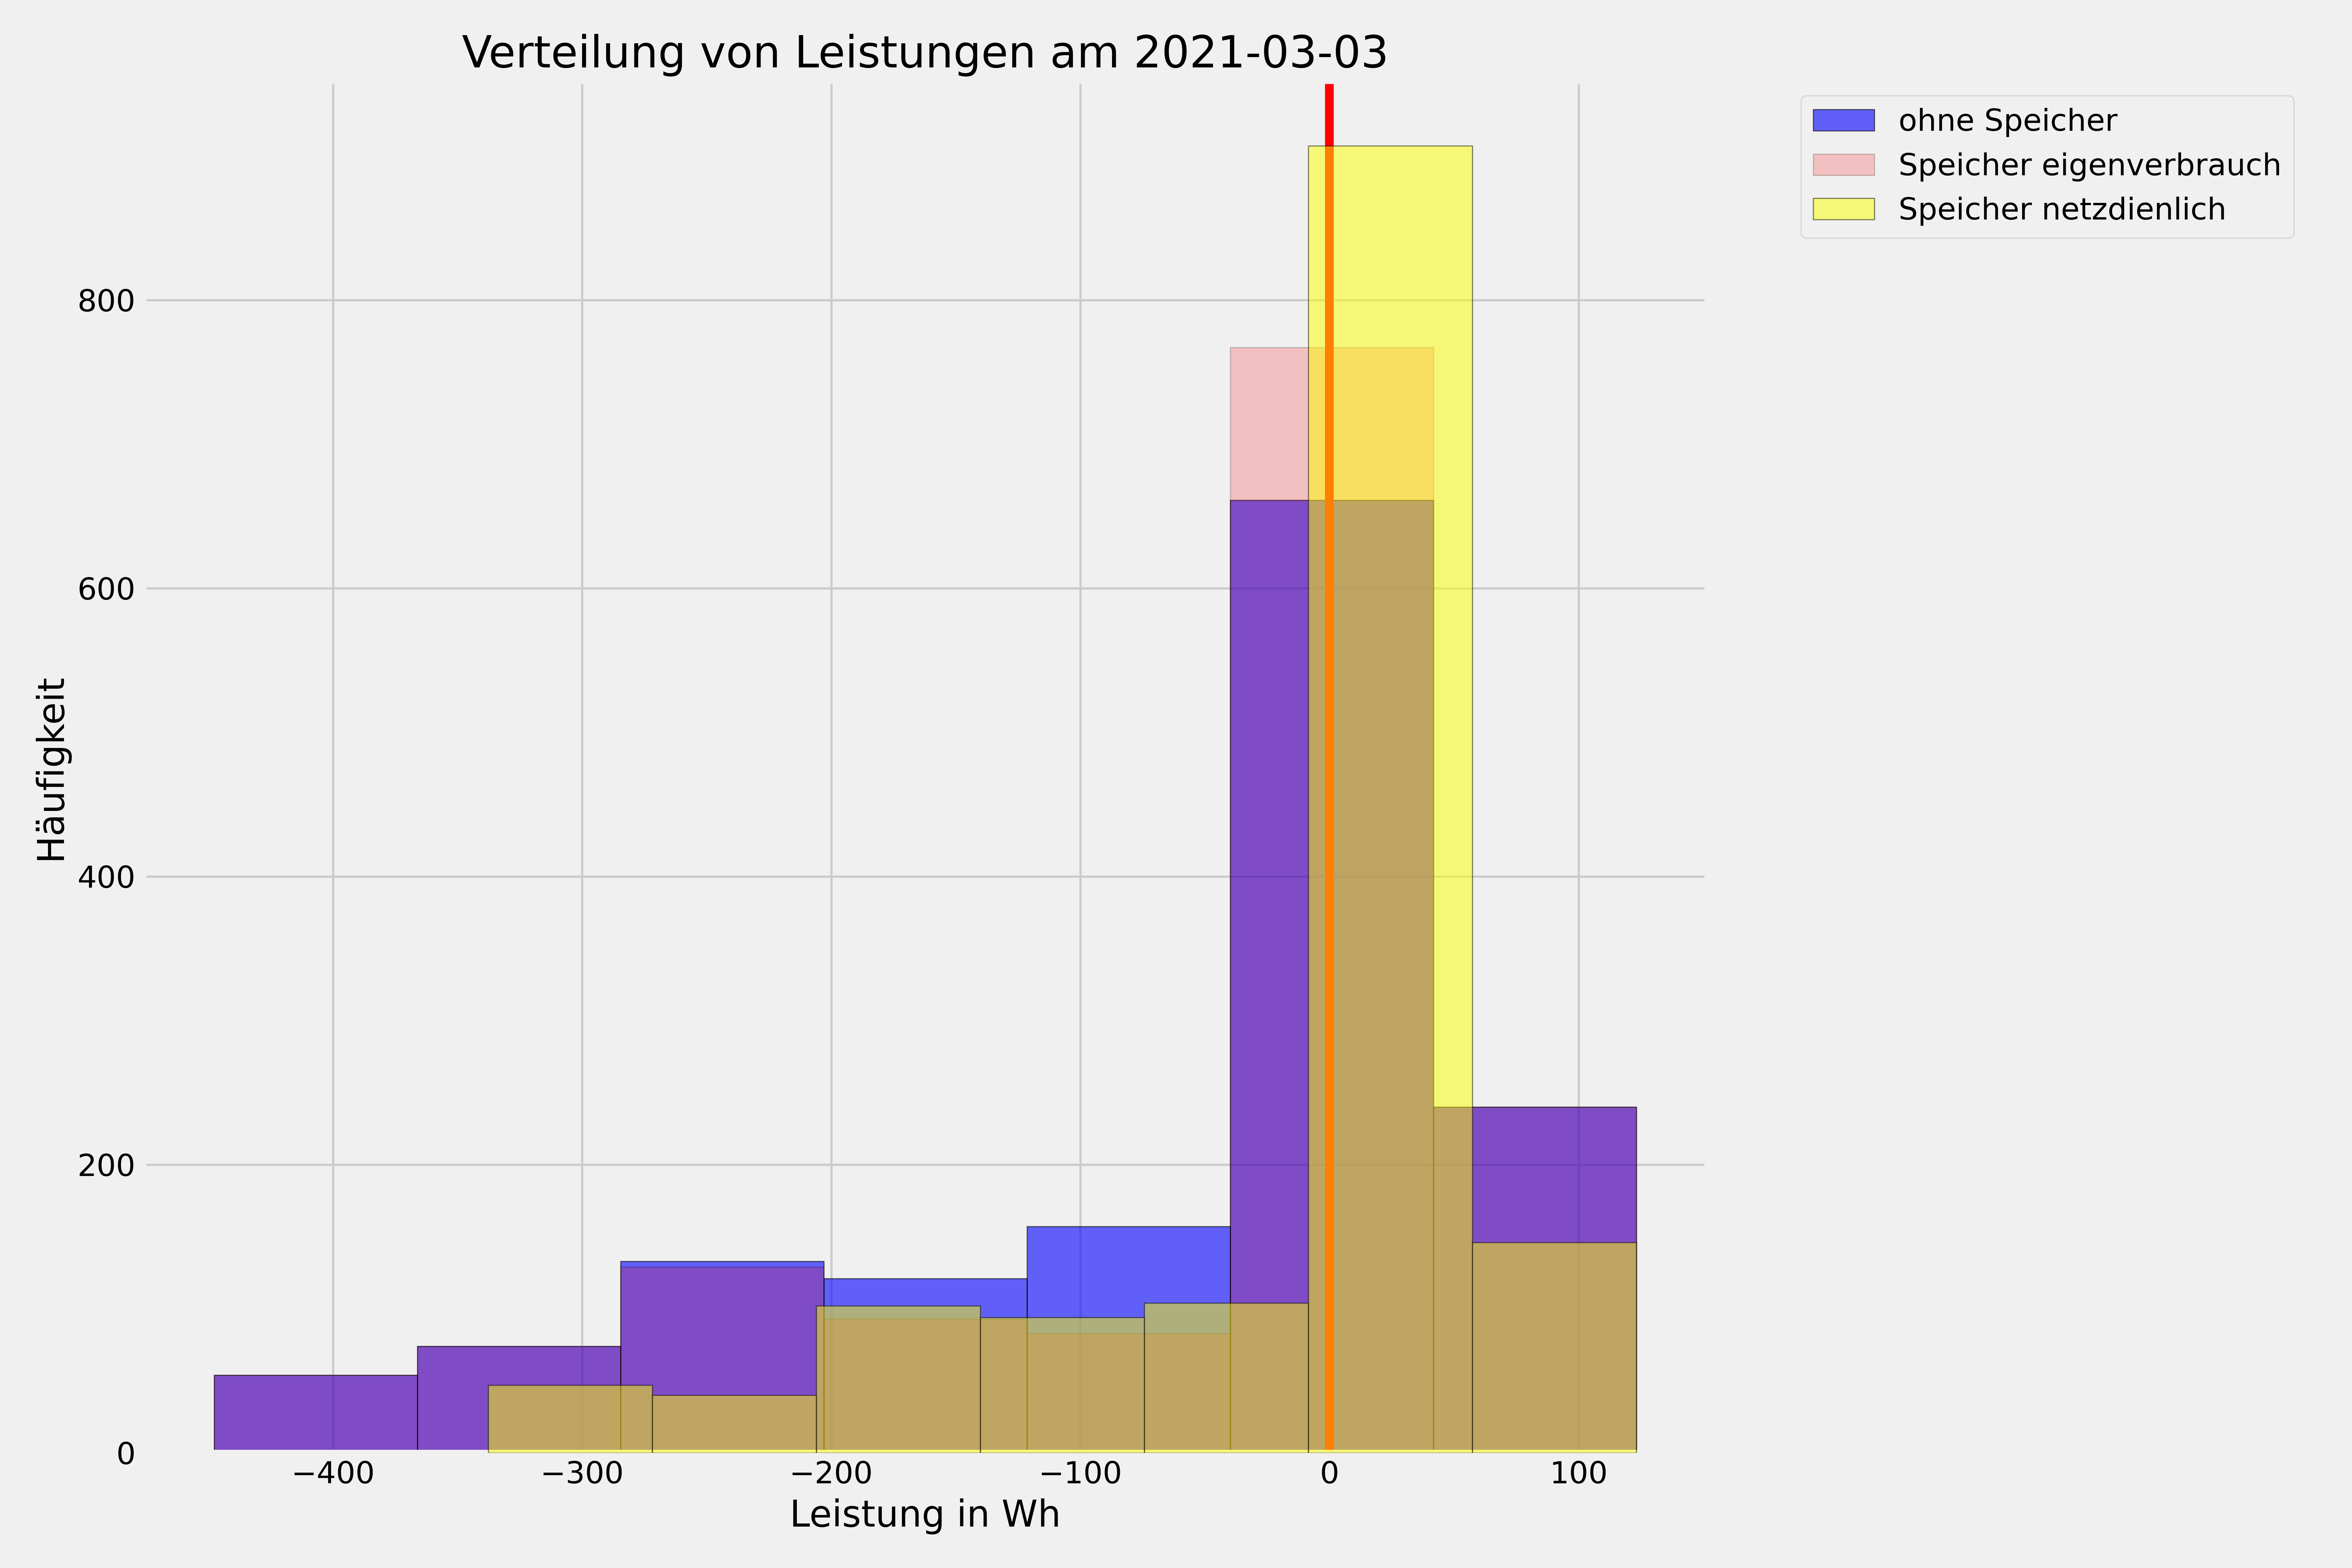 Verteilung von Leistungen am 2021-03-03
ohne Speicher
Speicher eigenverbrauch
Speicher netzdienlich
Häufigkeit
800
600
400
200
0
−400 −300 −200 −100 0 100
Leistung in Wh